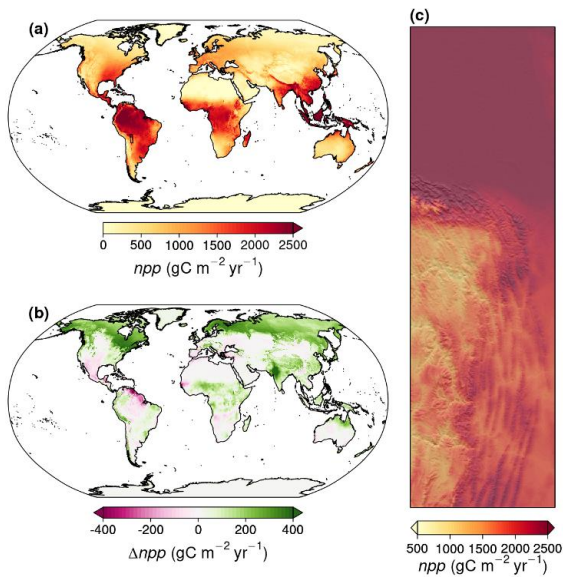 (a)
0 500 1000 1500 2000 2500
npp (gC m⁻² yr⁻¹)
(b)
-400 -200 0 200 400
Δnpp (gC m⁻² yr⁻¹)
(c)
500 1000 1500 2000 2500
npp (gC m⁻² yr⁻¹)